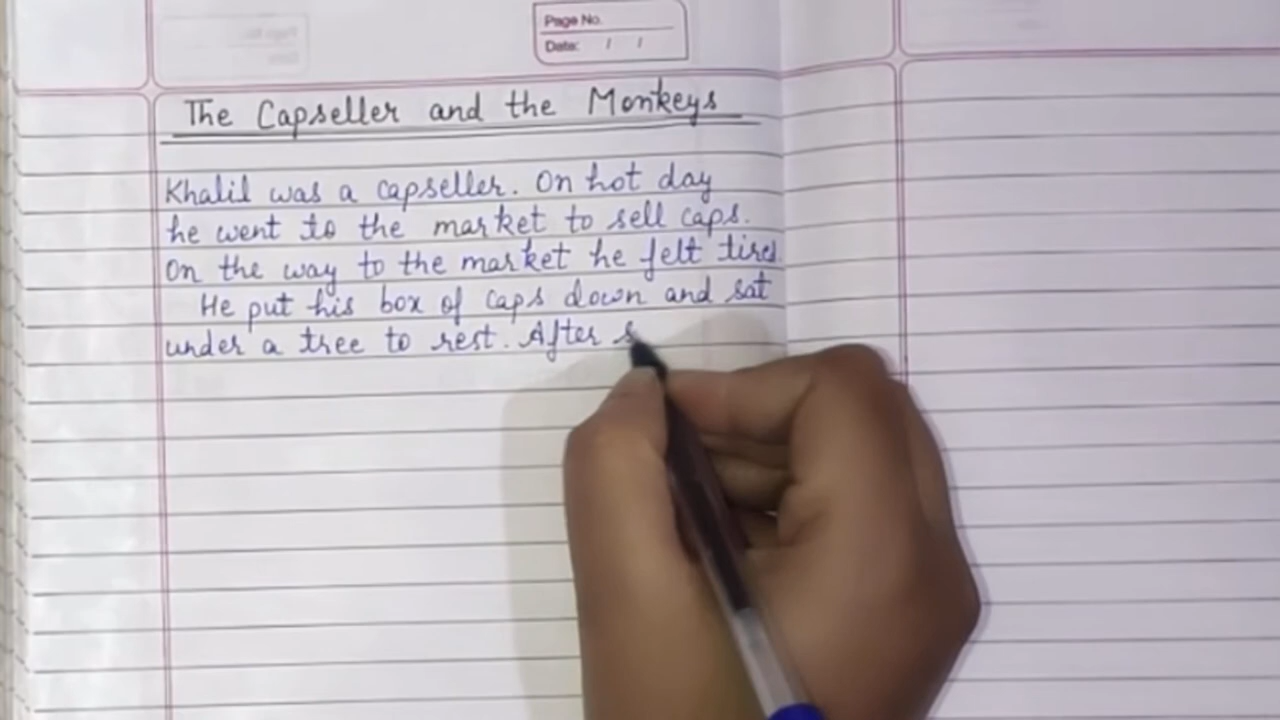 Page No.
Date: / /
The Capseller and the Monkeys
Khalil was a capseller. On hot day
he went to the market to sell caps.
On the way to the market he felt tired
He put his box of caps down and sat
under a tree to rest. After s